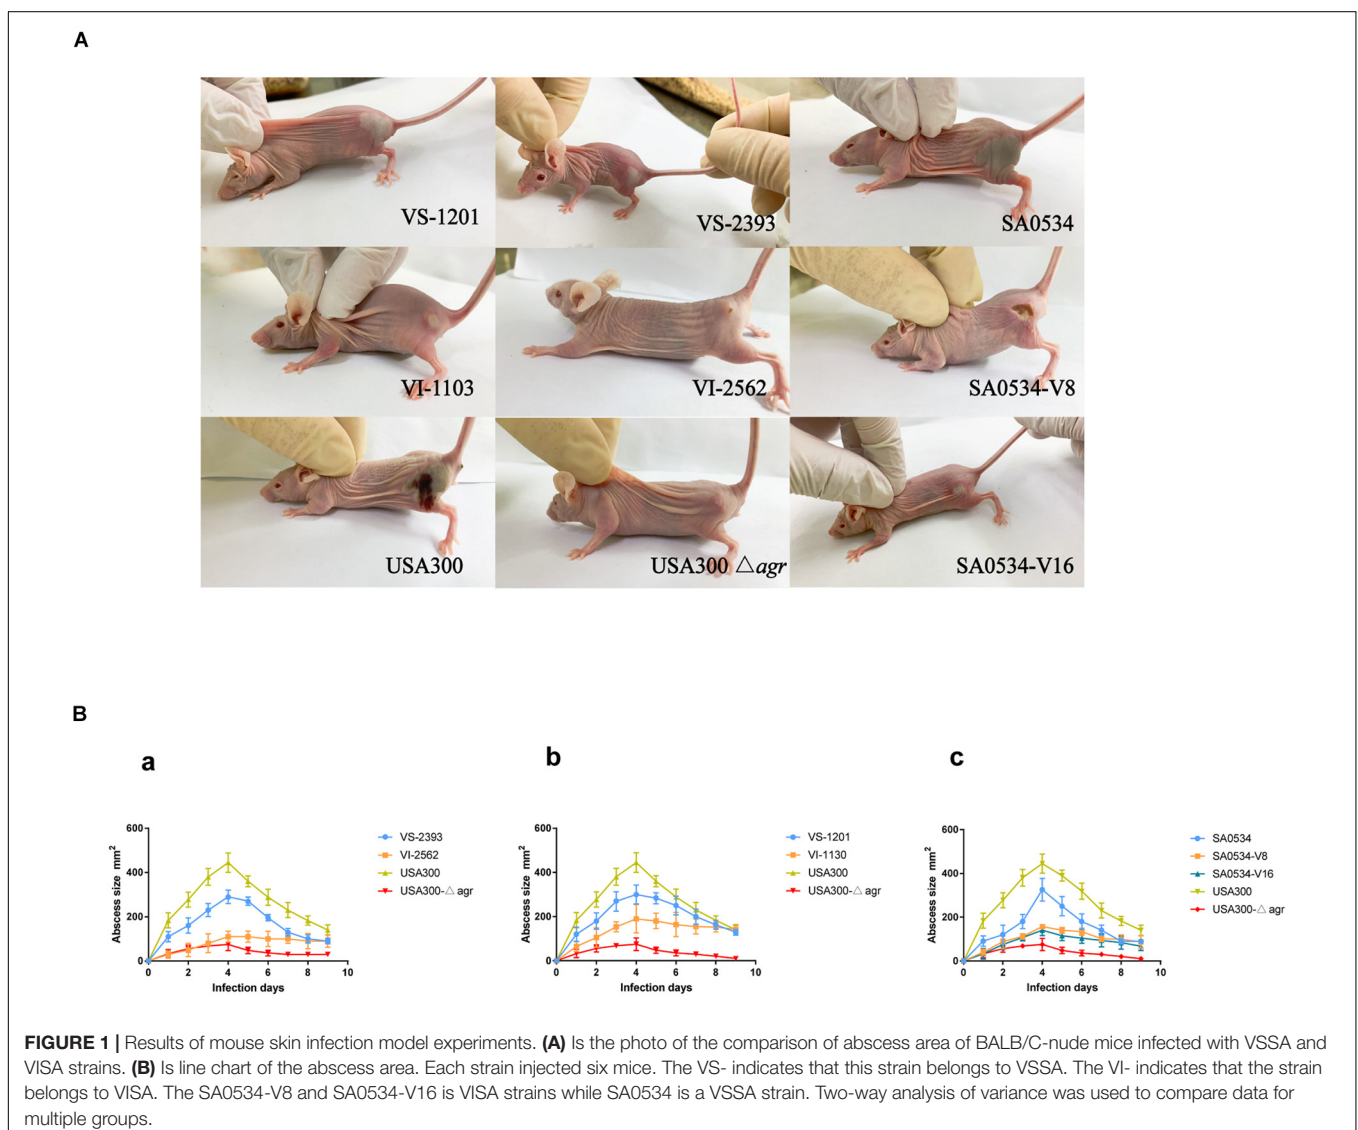 A
VS-1201
VS-2393
SA0534
VI-1103
VI-2562
SA0534-V8
USA300
USA300 △agr
SA0534-V16
B
a
b
c
600
400
200
0
Abscess size mm²
0 2 4 6 8 10
Infection days
VS-2393
VI-2562
USA300
USA300-△ agr
600
400
200
0
Abscess size mm²
0 2 4 6 8 10
Infection days
VS-1201
VI-1130
USA300
USA300-△ agr
600
400
200
0
Abscess size mm²
0 2 4 6 8 10
Infection days
SA0534
SA0534-V8
SA0534-V16
USA300
USA300-△ agr
FIGURE 1 | Results of mouse skin infection model experiments. (A) Is the photo of the comparison of abscess area of BALB/C-nude mice infected with VSSA and
VISA strains. (B) Is line chart of the abscess area. Each strain injected six mice. The VS- indicates that this strain belongs to VSSA. The VI- indicates that the strain
belongs to VISA. The SA0534-V8 and SA0534-V16 is VISA strains while SA0534 is a VSSA strain. Two-way analysis of variance was used to compare data for
multiple groups.